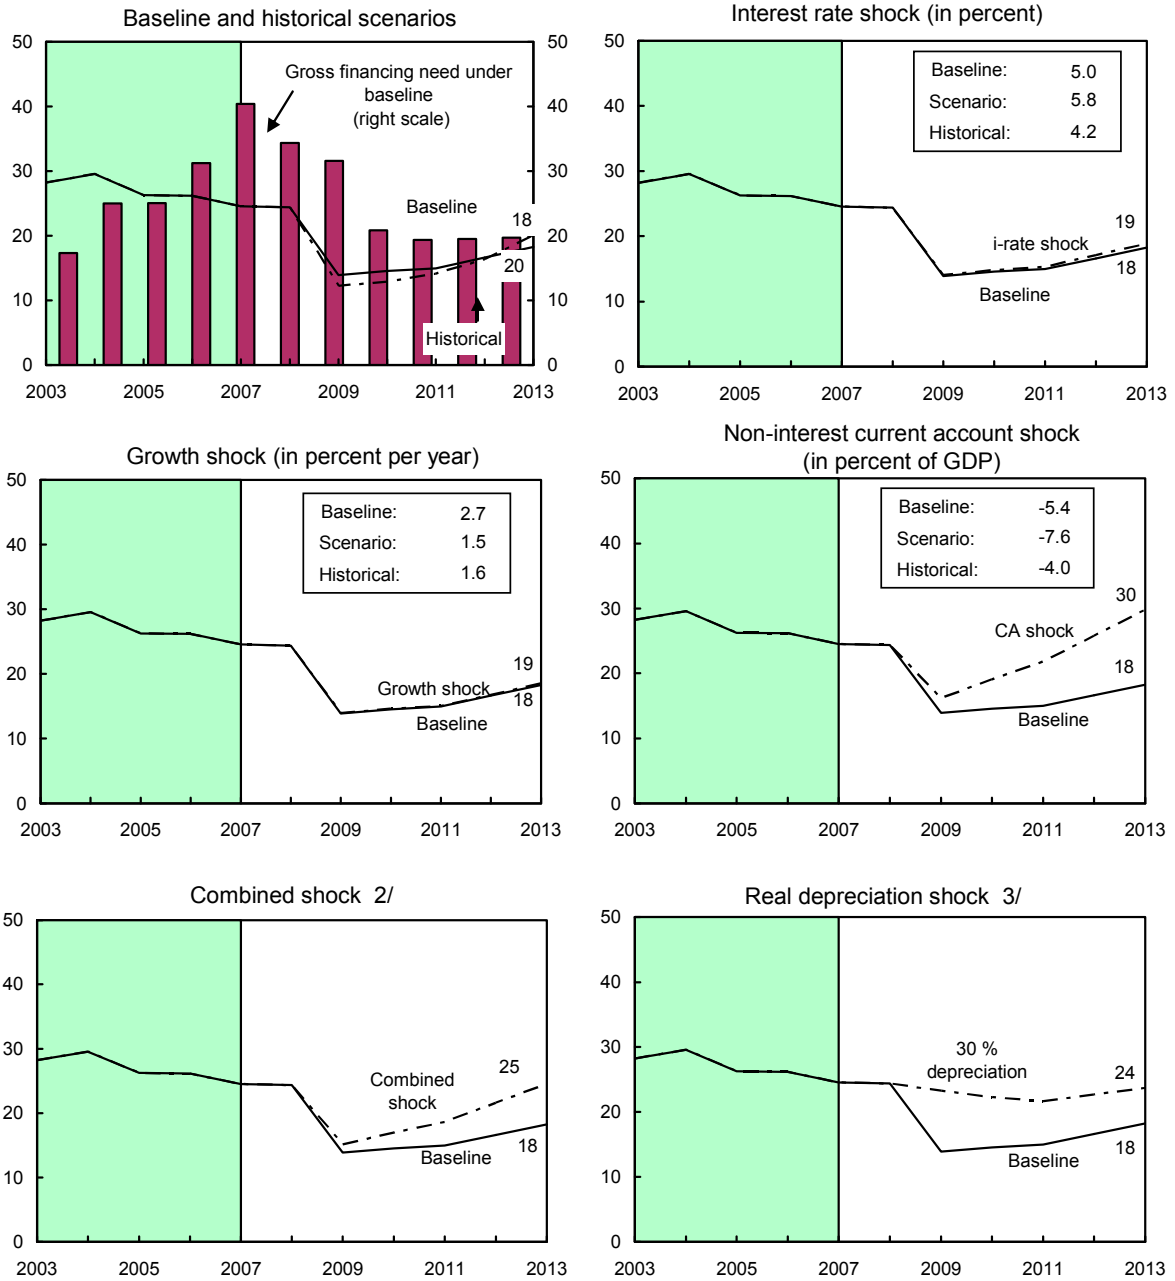 Baseline and historical scenarios
50
40
30
20
10
0
50
40
30
20
10
0
Gross financing need under
baseline
(right scale)
Baseline
18
20
Historical
2003 2005 2007 2009 2011 2013
Interest rate shock (in percent)
50
40
30
20
10
0
Baseline: 5.0
Scenario: 5.8
Historical: 4.2
19
i-rate shock
18
Baseline
2003 2005 2007 2009 2011 2013
Growth shock (in percent per year)
50
40
30
20
10
0
Baseline: 2.7
Scenario: 1.5
Historical: 1.6
19
Growth shock
18
Baseline
2003 2005 2007 2009 2011 2013
Non-interest current account shock
(in percent of GDP)
50
40
30
20
10
0
Baseline: -5.4
Scenario: -7.6
Historical: -4.0
30
CA shock
18
Baseline
2003 2005 2007 2009 2011 2013
Combined shock 2/
50
40
30
20
10
0
25
Combined
shock
18
Baseline
2003 2005 2007 2009 2011 2013
Real depreciation shock 3/
50
40
30
20
10
0
30 %
depreciation
24
18
Baseline
2003 2005 2007 2009 2011 2013